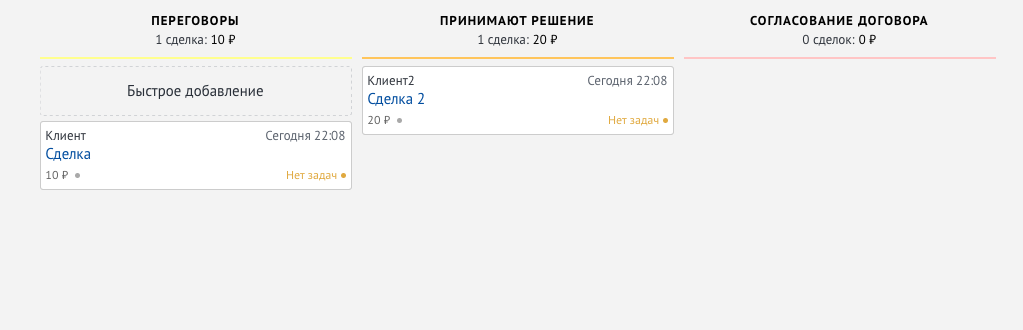 ПЕРЕГОВОРЫ
1 сделка: 10 ₽
Быстрое добавление
Клиент
Сегодня 22:08
Сделка
10 ₽
Нет задач
ПРИНИМАЮТ РЕШЕНИЕ
1 сделка: 20 ₽
Клиент2
Сегодня 22:08
Сделка 2
20 ₽
Нет задач
СОГЛАСОВАНИЕ ДОГОВОРА
0 сделок: 0 ₽